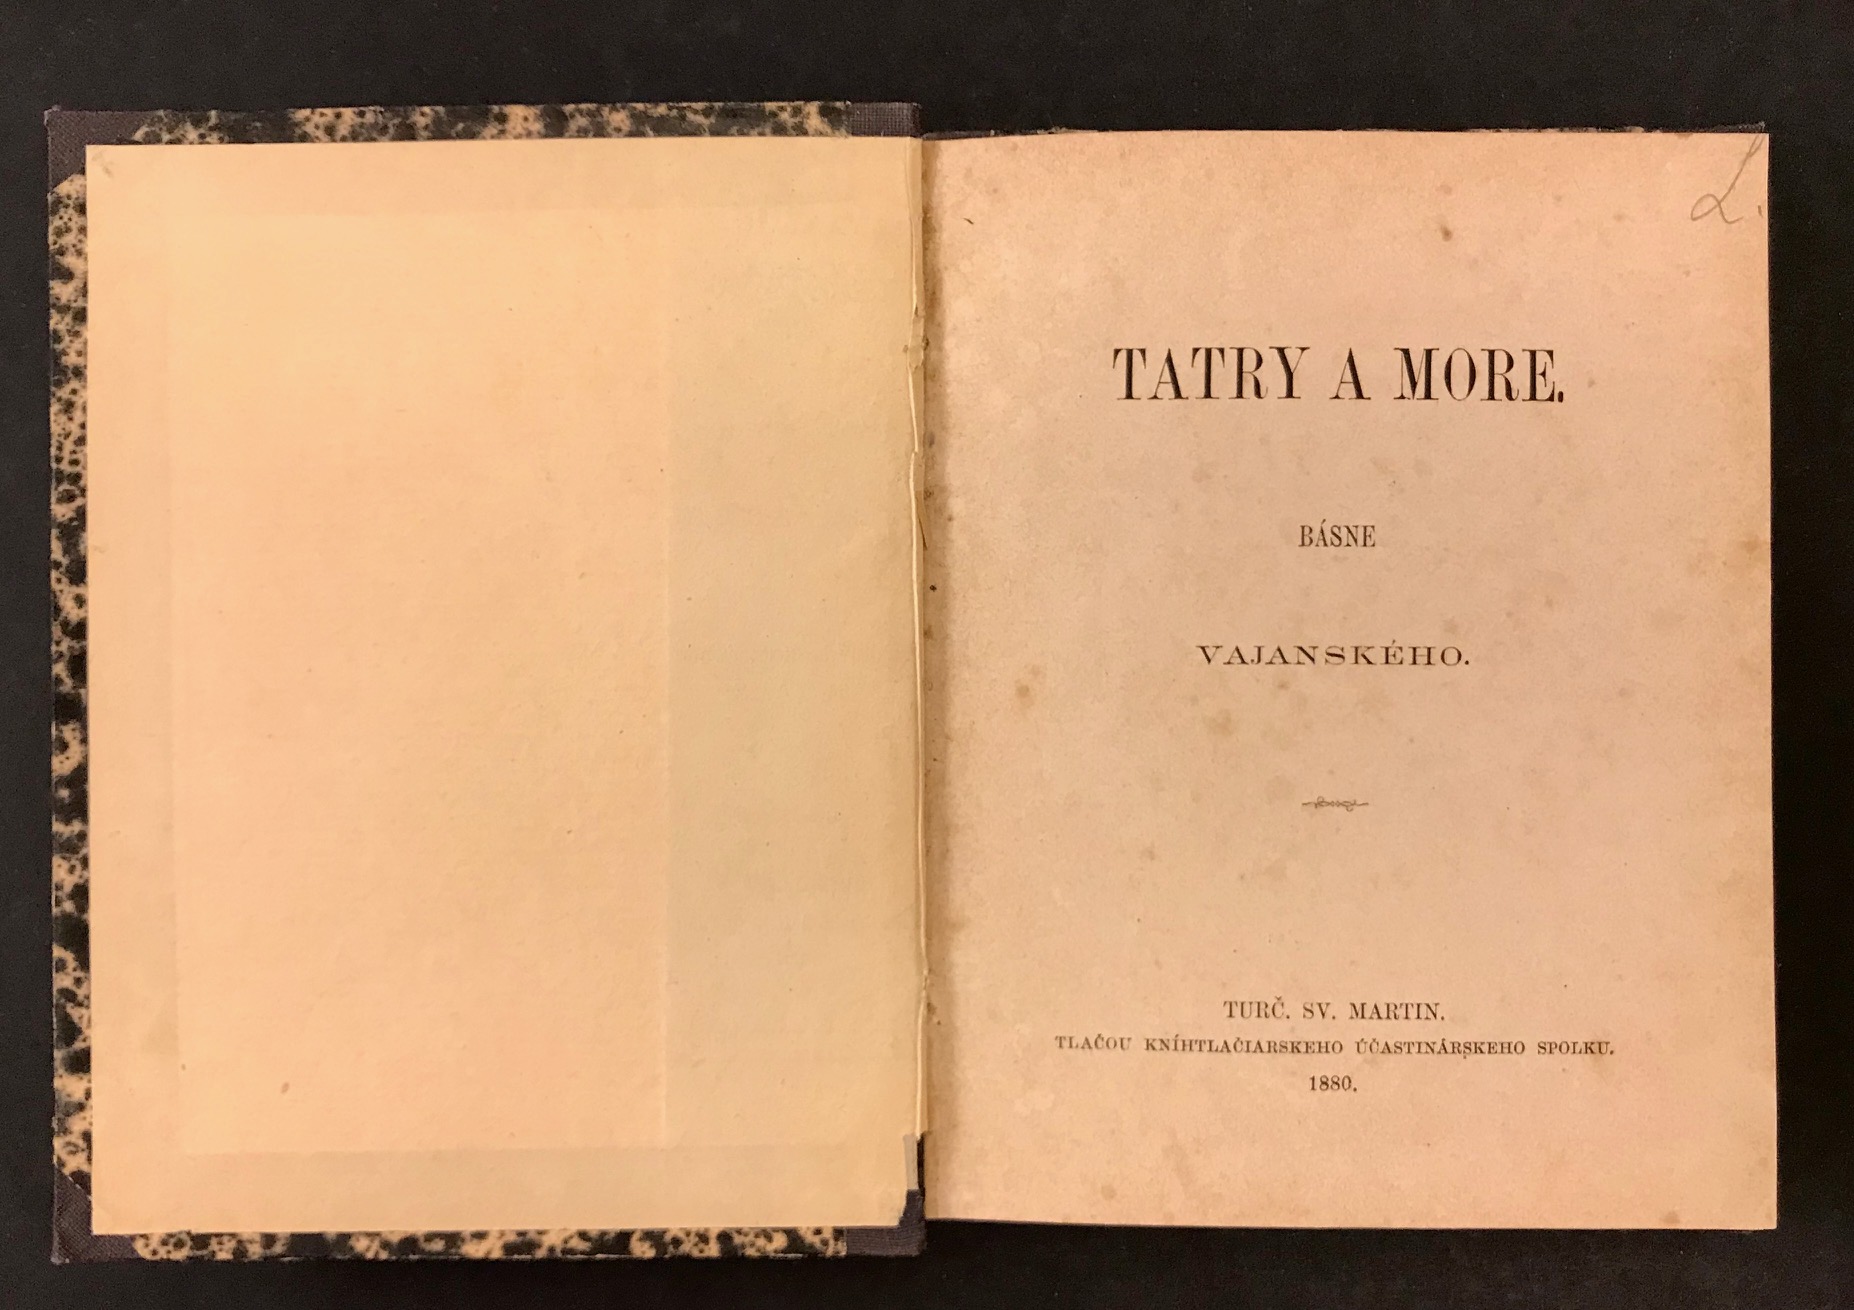 L.
TATRY A MORE.
BÁSNE
VAJANSKÉHO.
TURČ. SV. MARTIN.
TLAČOU KNÍHTLAČIARSKEHO ÚČASTINÁRSKEHO SPOLKU.
1880.